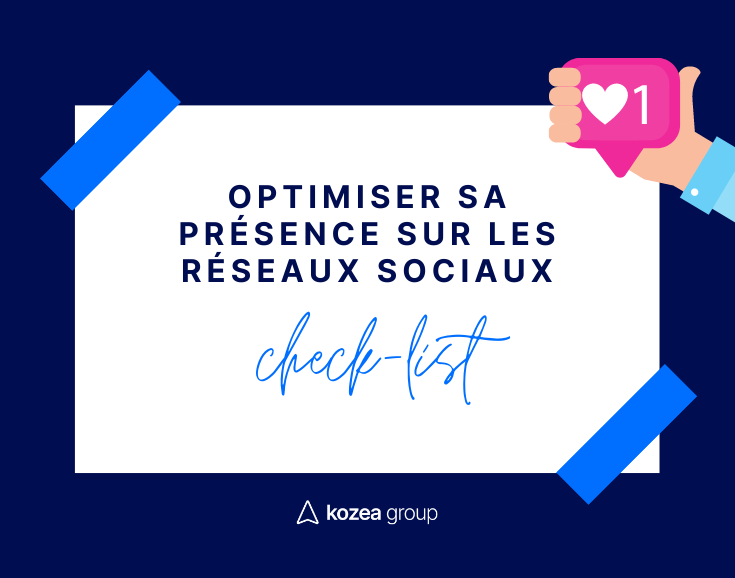 1
OPTIMISER SA
PRÉSENCE SUR LES
RÉSEAUX SOCIAUX
check-list
kozea group